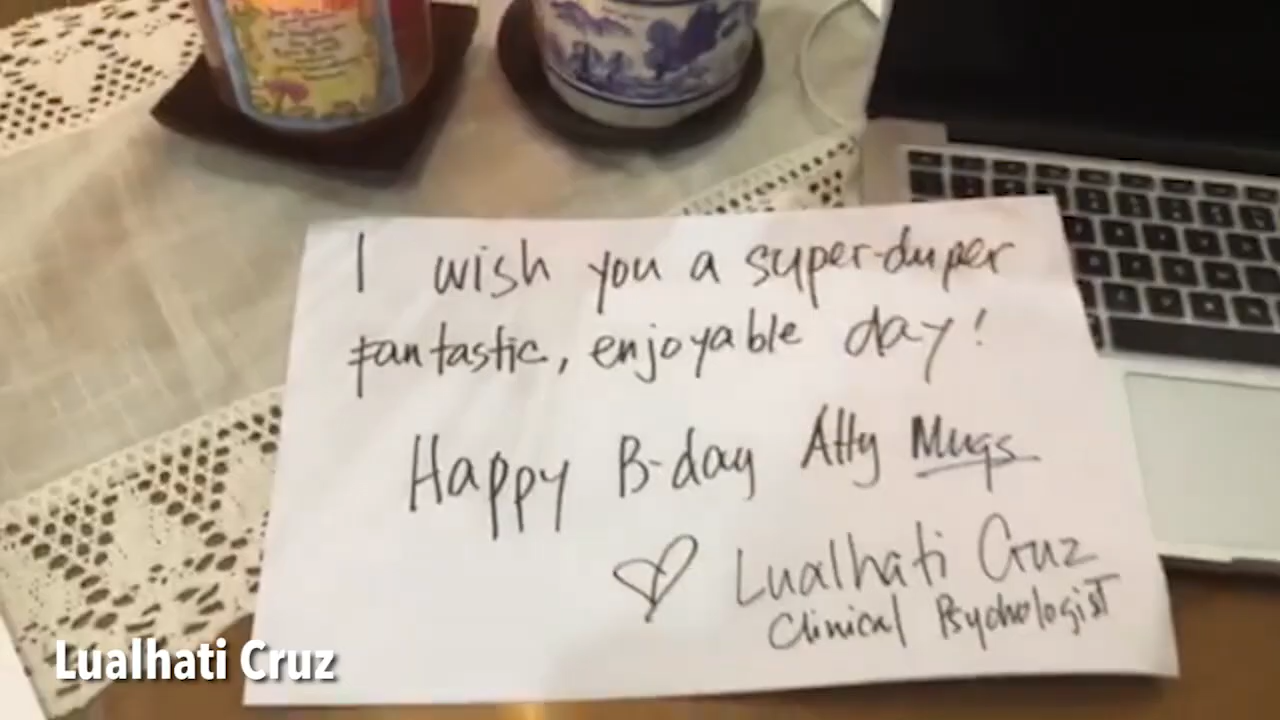 I wish you a super-duper
fantastic, enjoyable day!
Happy B-day Atty Mugs
Lualhati Cruz
Clinical Psychologist
Lualhati Cruz